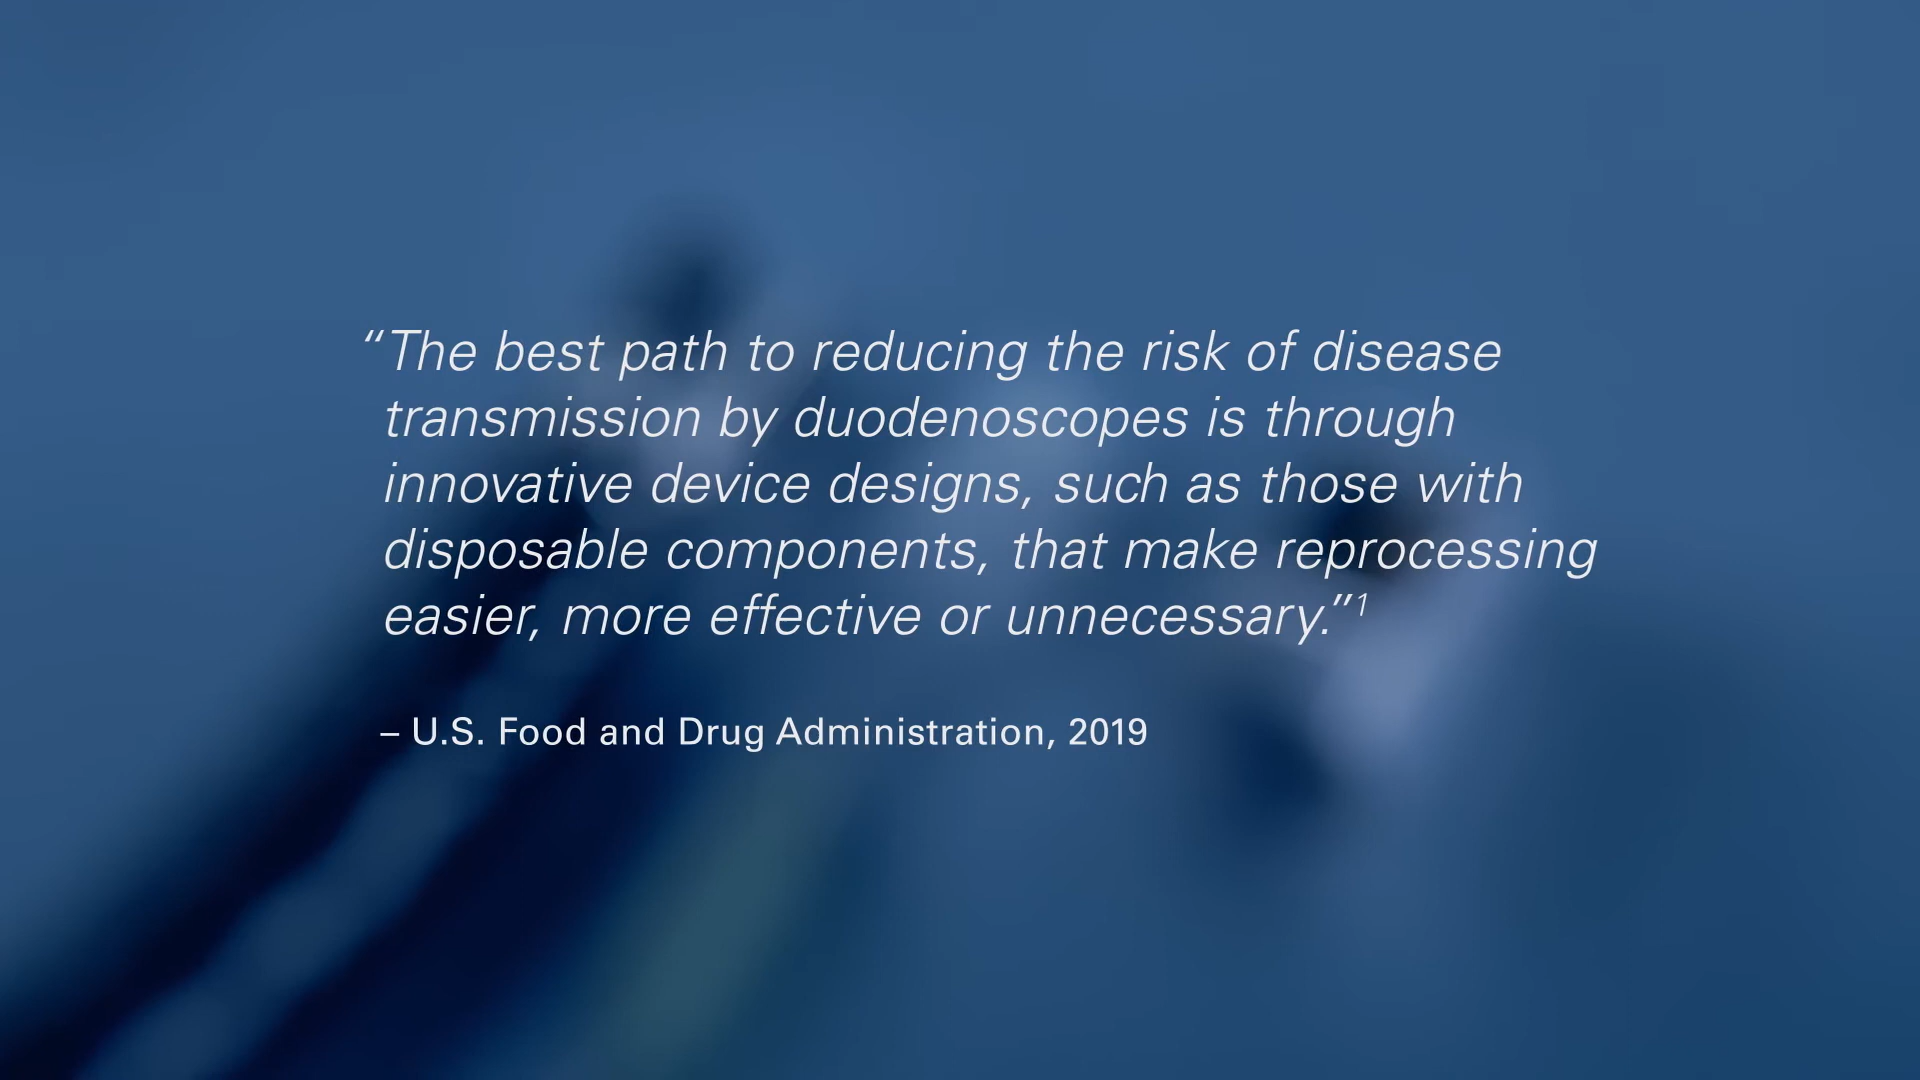 “The best path to reducing the risk of disease
transmission by duodenoscopes is through
innovative device designs, such as those with
disposable components, that make reprocessing
easier, more effective or unnecessary.”1
– U.S. Food and Drug Administration, 2019